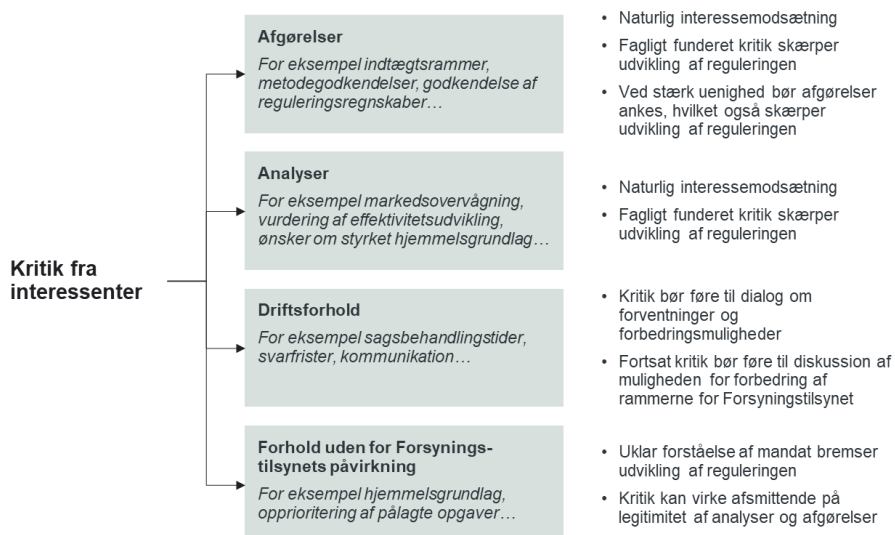 Kritik fra
interessenter
Afgørelser
For eksempel indtægtsrammer,
metodegodkendelser, godkendelse af
reguleringsregnskaber…
• Naturlig interessemodsætning
• Fagligt funderet kritik skærper
udvikling af reguleringen
• Ved stærk uenighed bør afgørelser
ankes, hvilket også skærper
udvikling af reguleringen
Analyser
For eksempel markedsovervågning,
vurdering af effektivitetsudvikling,
ønsker om styrket hjemmelsgrundlag…
• Naturlig interessemodsætning
• Fagligt funderet kritik skærper
udvikling af reguleringen
Driftsforhold
For eksempel sagsbehandlingstider,
svarfrister, kommunikation…
• Kritik bør føre til dialog om
forventninger og
forbedringsmuligheder
• Fortsat kritik bør føre til diskussion af
muligheden for forbedring af
rammerne for Forsyningstilsynet
Forhold uden for Forsynings-
tilsynets påvirkning
For eksempel hjemmelsgrundlag,
opprioritering af pålagte opgaver…
• Uklar forståelse af mandat bremser
udvikling af reguleringen
• Kritik kan virke afsmittende på
legitimitet af analyser og afgørelser